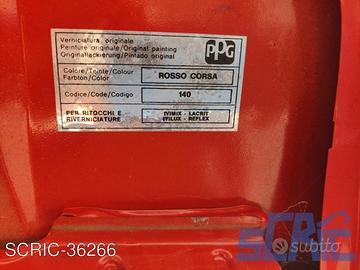 Verniciatura originale
Peinture originale/Original painting
Originallackierung/Pintado original
PPG
Colore/Teinte/Colour
Farbton/Color
ROSSO CORSA
Codice/Code/Codigo
140
PER RITOCCHI E
RIVERNICIATURE
IVIMIX - LACRIT
IVILUX - REFLEX
SCRIC
subito
SCRIC-36266